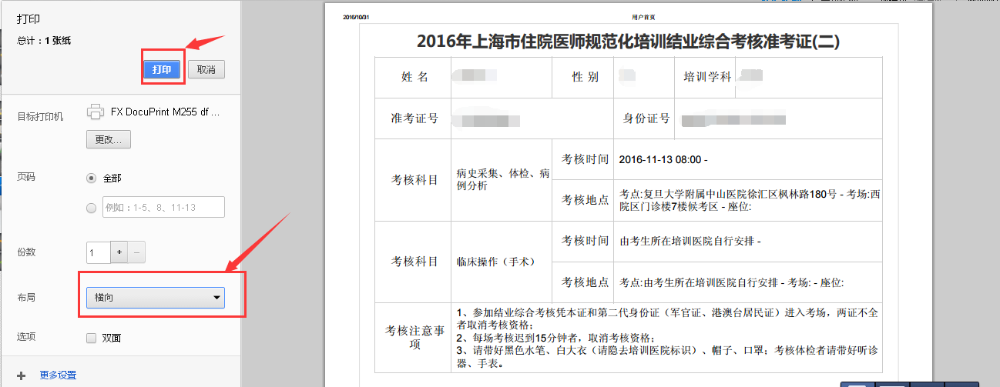 打印
总计：1 张纸
打印
取消
目标打印机
FX DocuPrint M255 df ...
更改...
页码
全部
例如：1-5、8、11-13
份数
1
+
−
布局
横向
选项
双面
+
更多设置
2016/10/31
用户首页
2016年上海市住院医师规范化培训结业综合考核准考证(二)
姓 名
性 别
培训学科
准考证号
身份证号
考核科目
病史采集、体检、病
例分析
考核时间
2016-11-13 08:00 -
考核地点
考点:复旦大学附属中山医院徐汇区枫林路180号 - 考场:西
院区门诊楼7楼候考区 - 座位:
考核科目
临床操作（手术）
考核时间
由考生所在培训医院自行安排 -
考核地点
考点:由考生所在培训医院自行安排 - 考场: - 座位:
考核注意事
项
1、参加结业综合考核凭本证和第二代身份证（军官证、港澳台居民证）进入考场，两证不全
者取消考核资格；
2、每场考核迟到15分钟者，取消考核资格；
3、请带好黑色水笔、白大衣（请隐去培训医院标识）、帽子、口罩；考核体检者请带好听诊
器、手表。